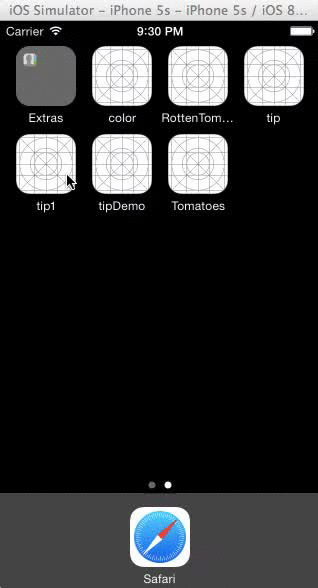 iOS Simulator – iPhone 5s – iPhone 5s / iOS 8...
Carrier 9:30 PM
Extras color RottenTom... tip
tip1 tipDemo Tomatoes
Safari